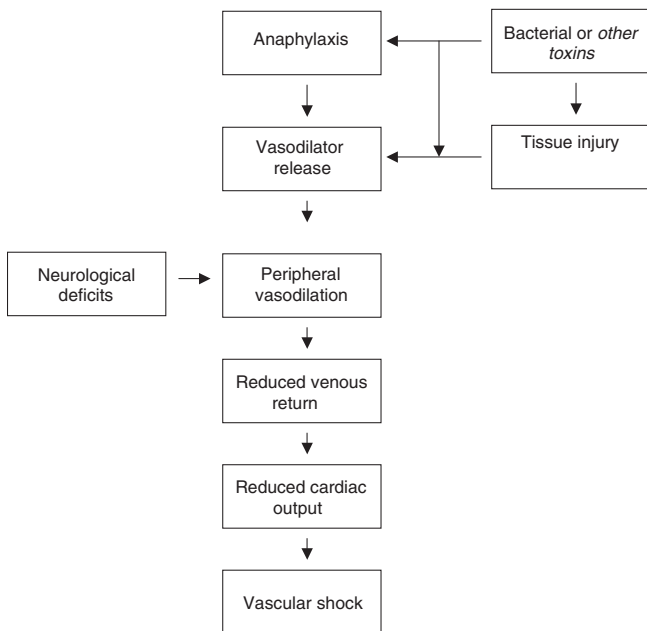 Anaphylaxis
Bacterial or other
toxins
Vasodilator
release
Tissue injury
Neurological
deficits
Peripheral
vasodilation
Reduced venous
return
Reduced cardiac
output
Vascular shock